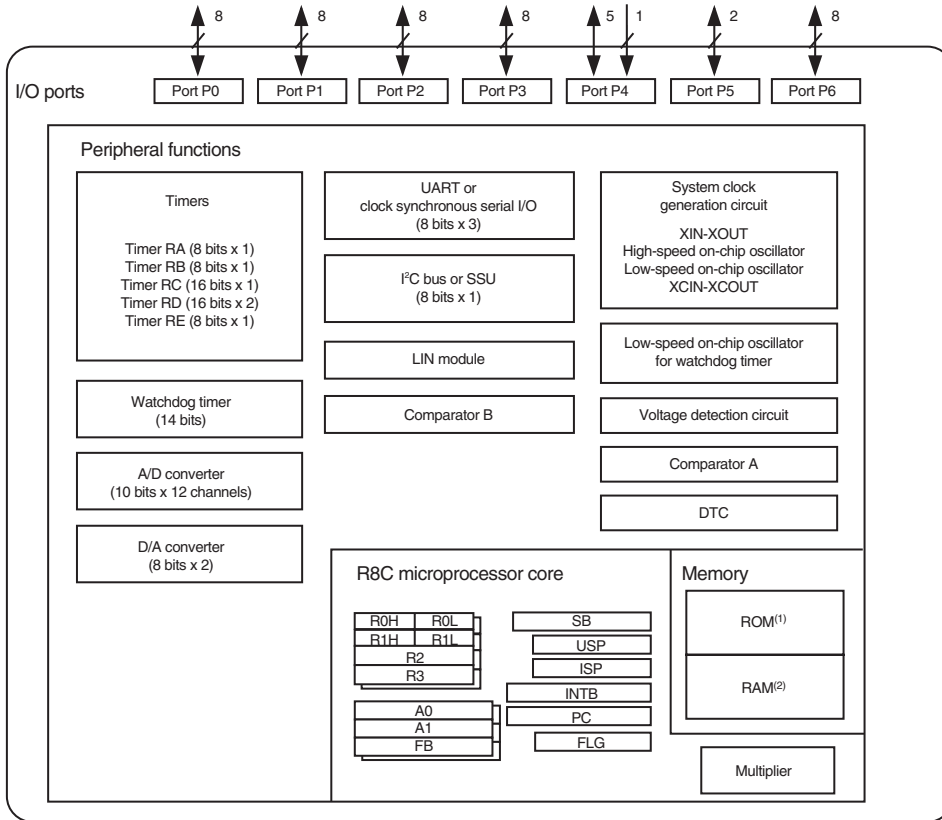 8 8 8 8 5 1 2 8
I/O ports
Port P0 Port P1 Port P2 Port P3 Port P4 Port P5 Port P6
Peripheral functions
Timers
Timer RA (8 bits x 1)
Timer RB (8 bits x 1)
Timer RC (16 bits x 1)
Timer RD (16 bits x 2)
Timer RE (8 bits x 1)
Watchdog timer
(14 bits)
A/D converter
(10 bits x 12 channels)
D/A converter
(8 bits x 2)
UART or
clock synchronous serial I/O
(8 bits x 3)
I²C bus or SSU
(8 bits x 1)
LIN module
Comparator B
System clock
generation circuit
XIN-XOUT
High-speed on-chip oscillator
Low-speed on-chip oscillator
XCIN-XCOUT
Low-speed on-chip oscillator
for watchdog timer
Voltage detection circuit
Comparator A
DTC
R8C microprocessor core
R0H R0L
R1H R1L
R2
R3
A0
A1
FB
SB
USP
ISP
INTB
PC
FLG
Memory
ROM(1)
RAM(2)
Multiplier